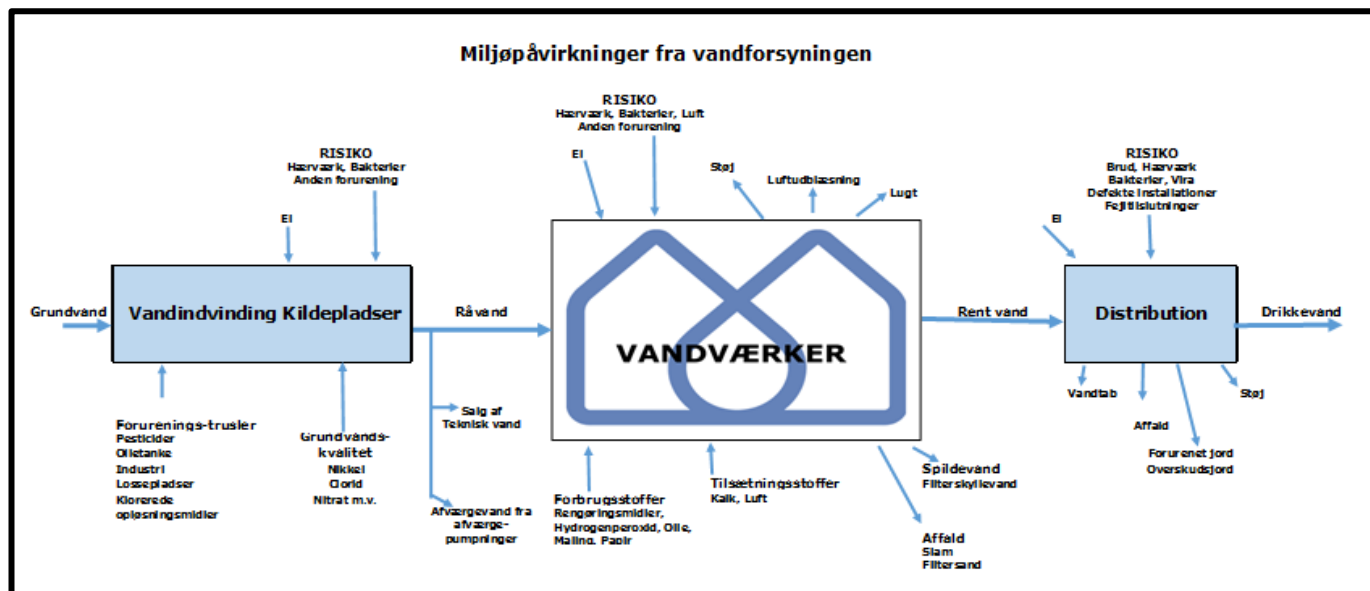 Miljøpåvirkninger fra vandforsyningen
RISIKO
Hærværk, Bakterier
Anden forurening
El
Grundvand
Vandindvinding Kildepladser
Forurenings-trusler
Pesticider
Olietanke
Industri
Lossepladser
Klorerede
opløsningsmidler
Grundvands-
kvalitet
Nikkel
Clorid
Nitrat m.v.
Råvand
Salg af
Teknisk vand
Afværgevand fra
afværge-
pumpninger
RISIKO
Hærværk, Bakterier, Luft
Anden forurening
El
Støj
Luftudblæsning
Lugt
VANDVÆRKER
Forbrugsstoffer
Rengøringsmidler,
Hydrogenperoxid, Olie,
Maling, Papir
Tilsætningsstoffer
Kalk, Luft
Spildevand
Filterskyllevand
Affald
Slam
Filtersand
Rent vand
RISIKO
Brud, Hærværk
Bakterier, Vira
Defekte Installationer
Fejltilslutninger
El
Distribution
Drikkevand
Vandtab
Affald
Støj
Forurenet jord
Overskudsjord